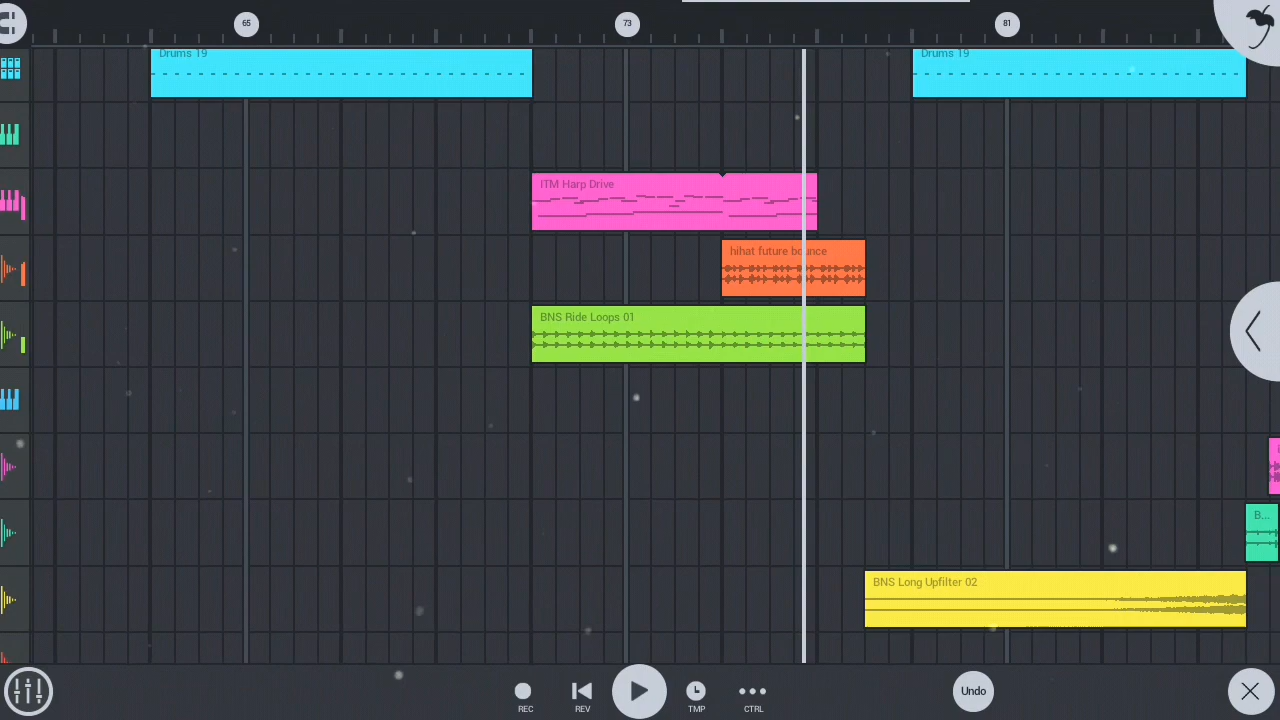 65
73
81
Drums 19
Drums 19
ITM Harp Drive
hihat future bounce
BNS Ride Loops 01
B...
BNS Long Upfilter 02
REC
REV
TMP
CTRL
Undo